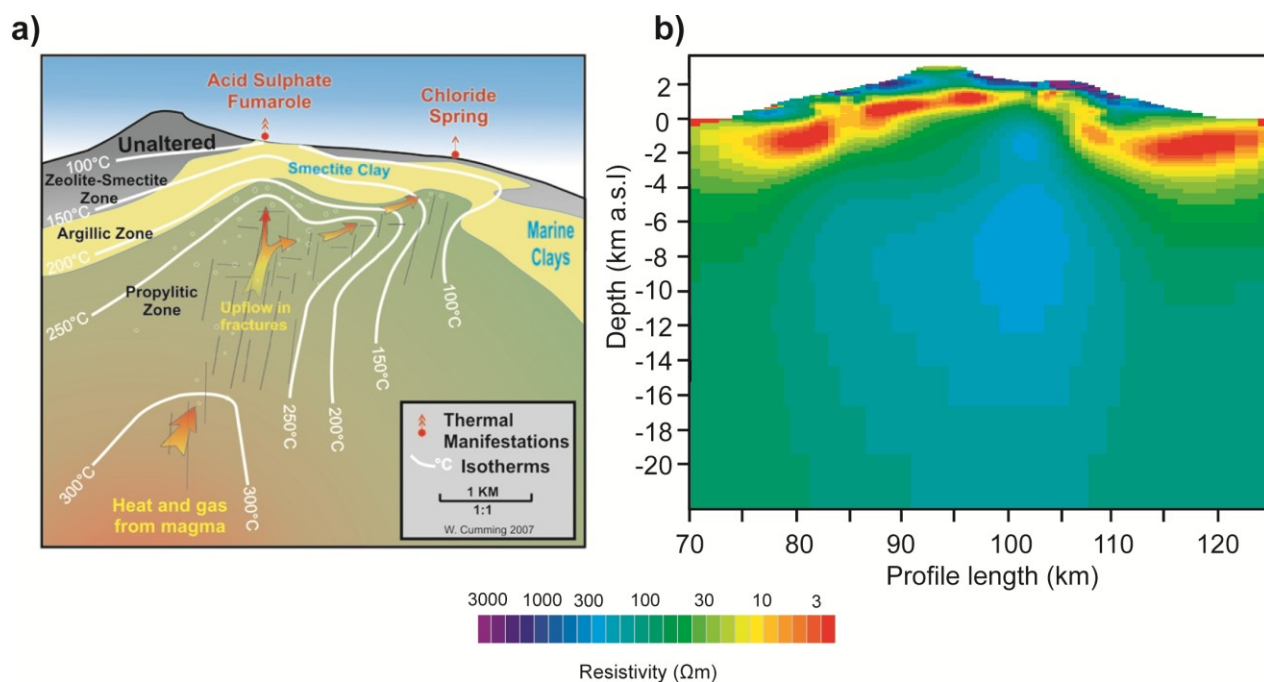 a)
Acid Sulphate
Fumarole
Chloride
Spring
100°C
Unaltered
Smectite Clay
Zeolite-Smectite
Zone
150°C
Argillic Zone
200°C
Marine
Clays
Propylitic
Zone
250°C
Upflow in
fractures
100°C
150°C
200°C
250°C
300°C
300°C
Heat and gas
from magma
Thermal
Manifestations
°C Isotherms
1 KM
1:1
W. Cumming 2007
b)
Depth (km a.s.l)
2
0
-2
-4
-6
-8
-10
-12
-14
-16
-18
-20
70 80 90 100 110 120
Profile length (km)
3000 1000 300 100 30 10 3
Resistivity (Ωm)